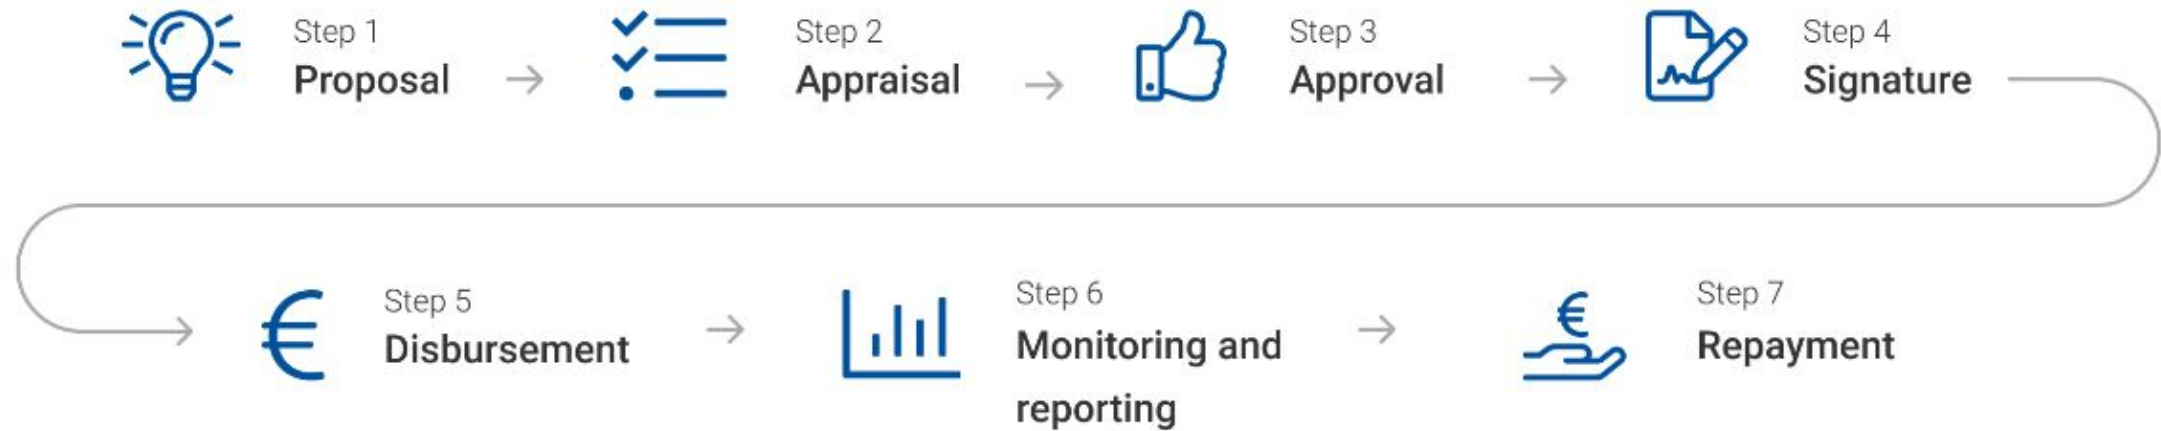 Step 1
Proposal
Step 2
Appraisal
Step 3
Approval
Step 4
Signature
Step 5
Disbursement
Step 6
Monitoring and
reporting
Step 7
Repayment